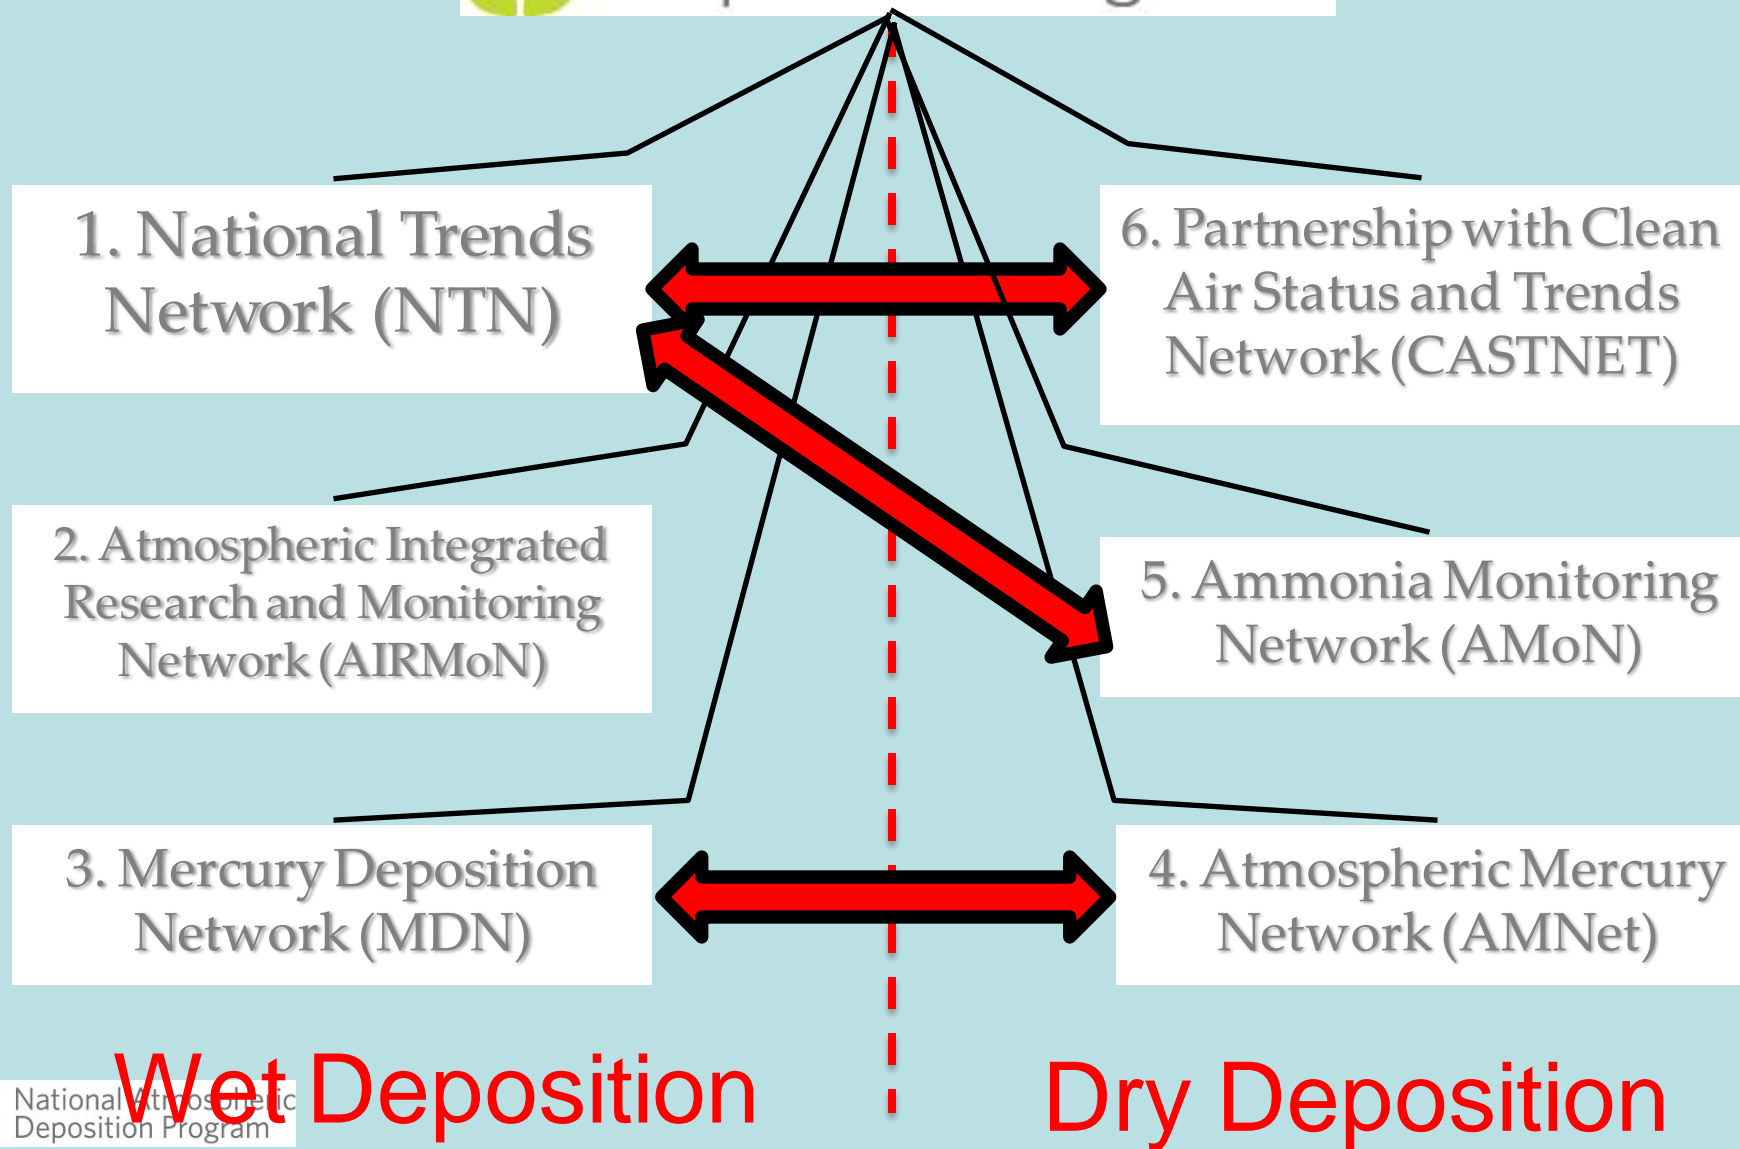 1. National Trends
Network (NTN)
6. Partnership with Clean
Air Status and Trends
Network (CASTNET)
2. Atmospheric Integrated
Research and Monitoring
Network (AIRMoN)
5. Ammonia Monitoring
Network (AMoN)
3. Mercury Deposition
Network (MDN)
4. Atmospheric Mercury
Network (AMNet)
Wet Deposition
Dry Deposition
National Atmospheric
Deposition Program